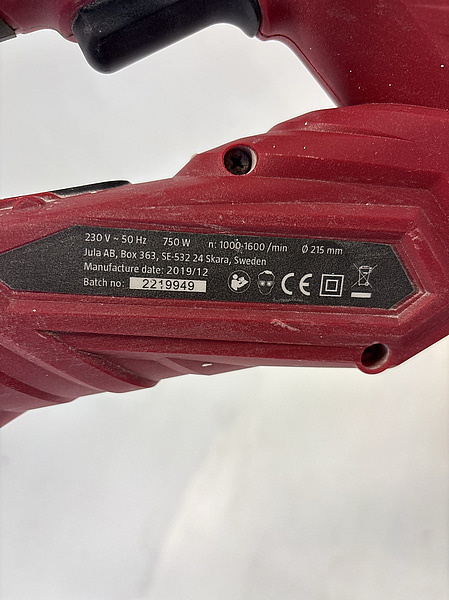 230 V ~ 50 Hz 750 W n: 1000-1600 /min Ø 215 mm
Jula AB, Box 363, SE-532 24 Skara, Sweden
Manufacture date: 2019/12
Batch no: 2219949
CE